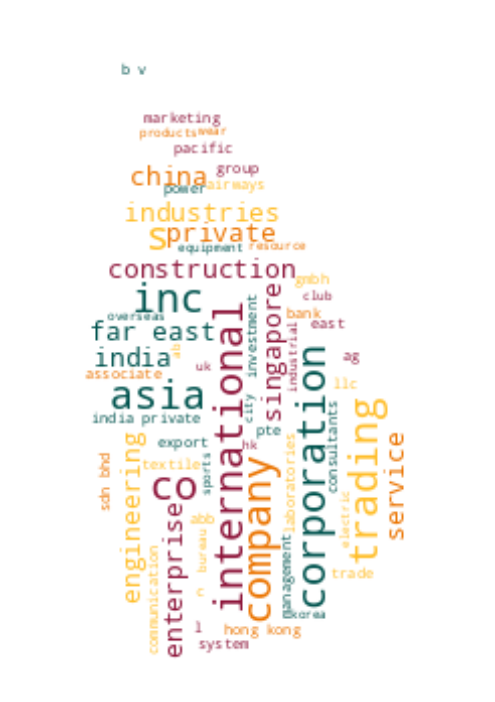 b v
marketing
products wear
pacific
group
china
power airways
industries
s private
equipment resource
construction
gmbh
inc
club
overseas
bank
far east
east
investment
industrial
singapore
international
ab
india
ag
uk
associate
llc
asia
city
corporation
india private
pte
trading
consultants
export
hk
engineering
textile
sports
service
sdn bhd
co
company
laboratories
electric
enterprise
abb
bureau
management
communication
trade
c
korea
l
hong kong
system